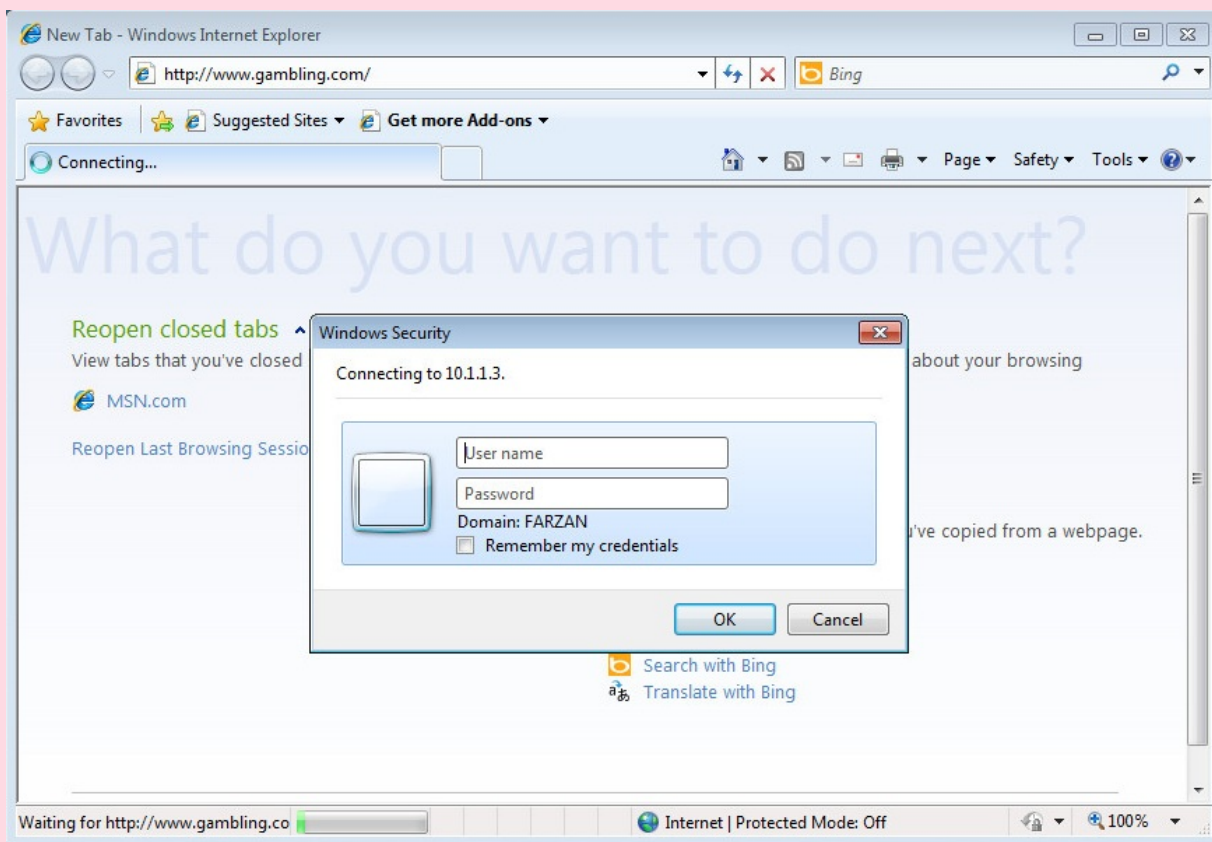 New Tab - Windows Internet Explorer
http://www.gambling.com/ Bing
Favorites Suggested Sites Get more Add-ons
Connecting... Page Safety Tools
What do you want to do next?
Reopen closed tabs
View tabs that you've closed about your browsing
MSN.com
Reopen Last Browsing Sessio
Windows Security
Connecting to 10.1.1.3.
User name
Password
Domain: FARZAN
Remember my credentials
OK Cancel
u've copied from a webpage.
Search with Bing
Translate with Bing
Waiting for http://www.gambling.co Internet | Protected Mode: Off 100%